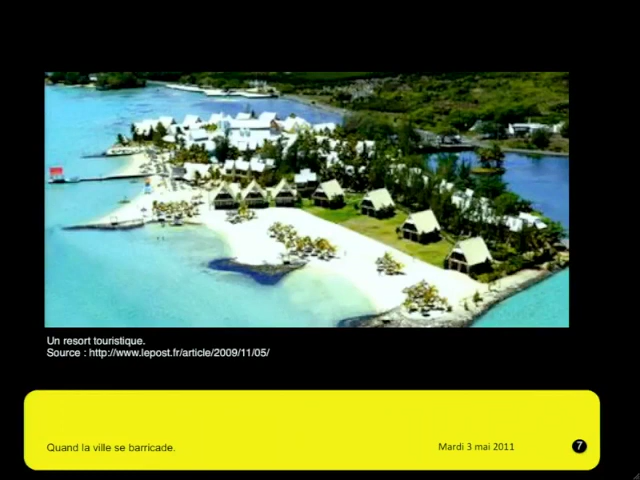 Un resort touristique.
Source : http://www.lepost.fr/article/2009/11/05/
Quand la ville se barricade.
Mardi 3 mai 2011
7